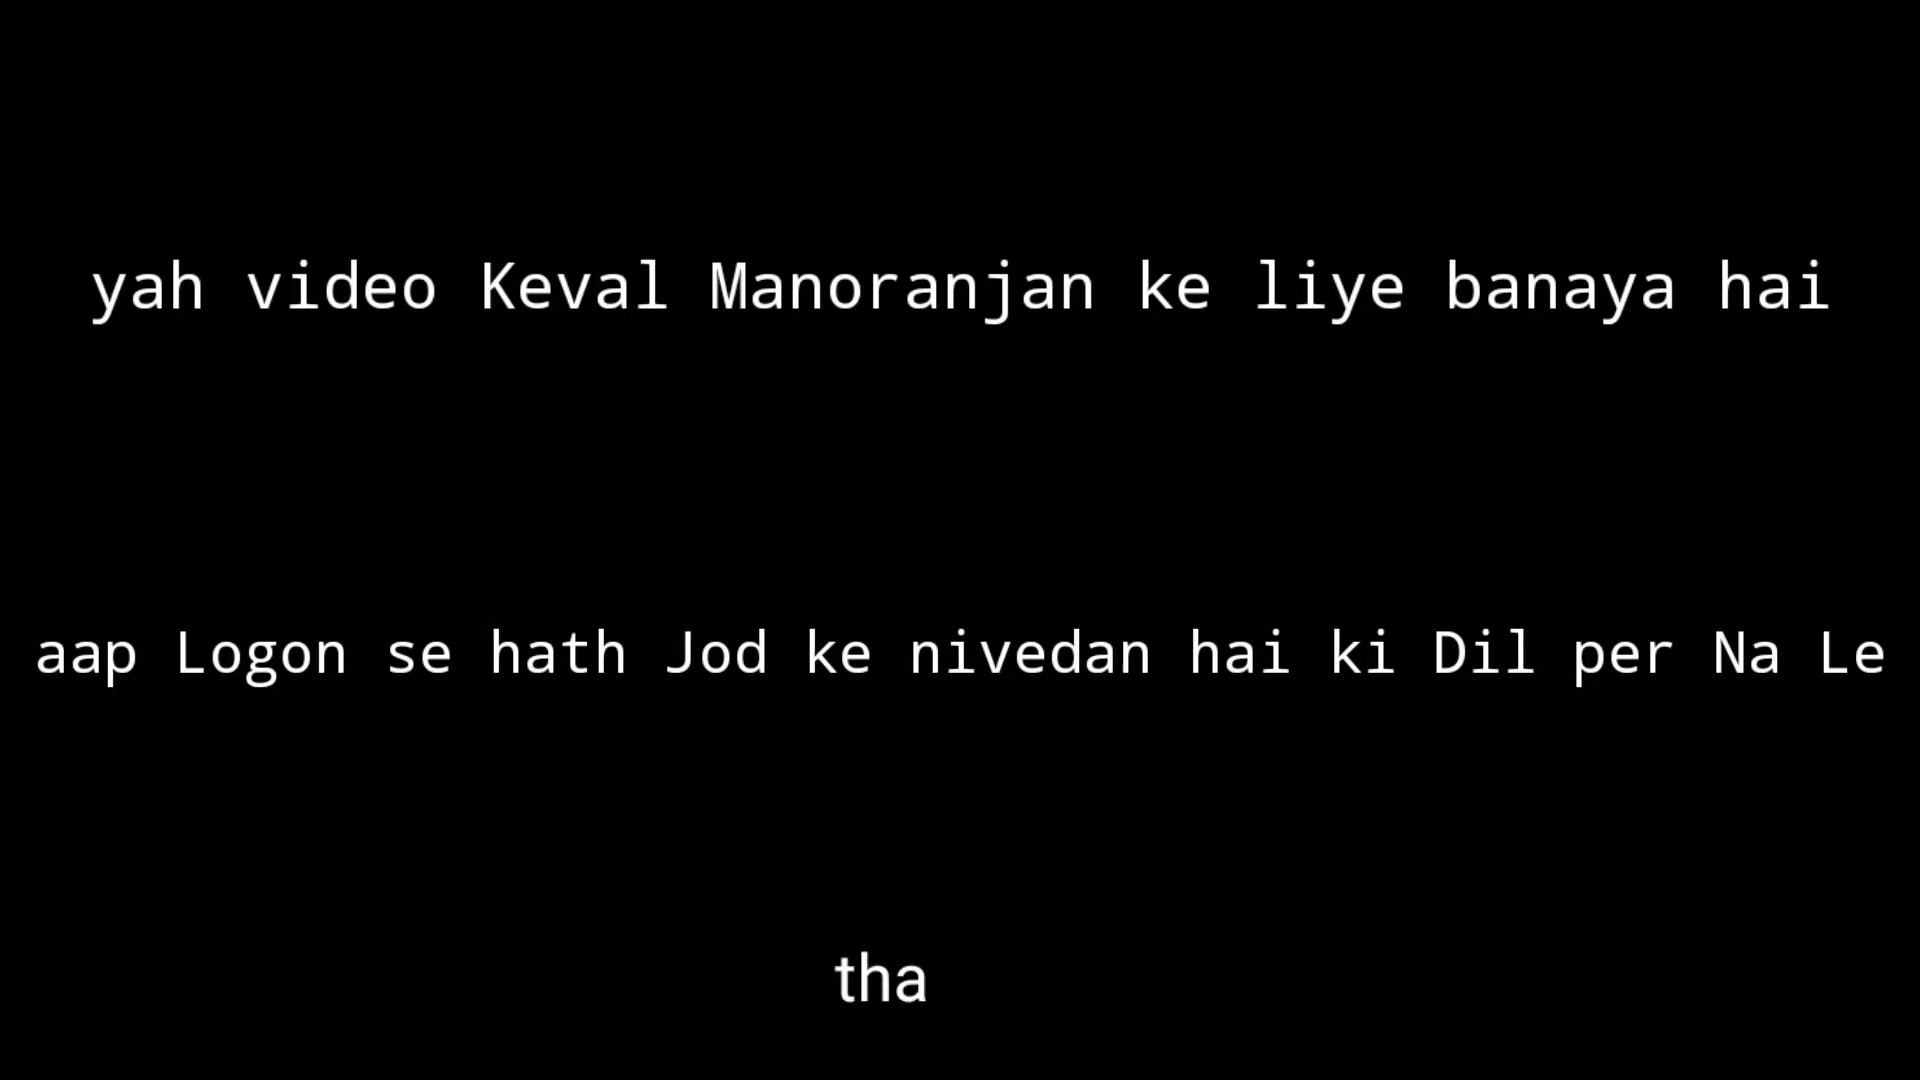 yah video Keval Manoranjan ke liye banaya hai
aap Logon se hath Jod ke nivedan hai ki Dil per Na Le
tha